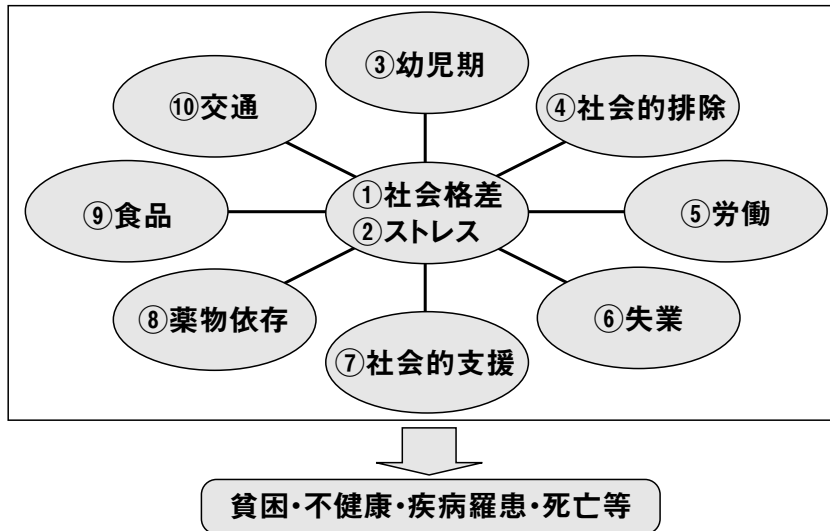 ③幼児期
⑩交通
④社会的排除
①社会格差
②ストレス
⑨食品
⑤労働
⑧薬物依存
⑥失業
⑦社会的支援
貧困・不健康・疾病羅患・死亡等